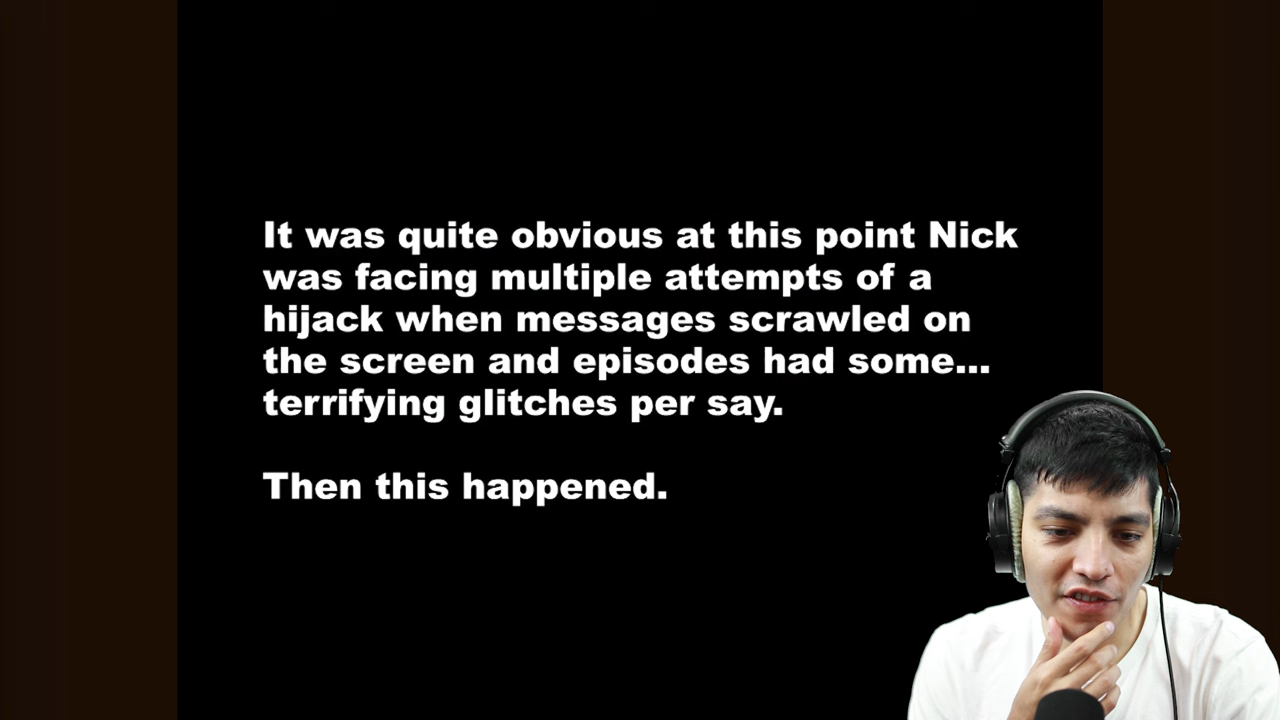 It was quite obvious at this point Nick
was facing multiple attempts of a
hijack when messages scrawled on
the screen and episodes had some...
terrifying glitches per say.
Then this happened.